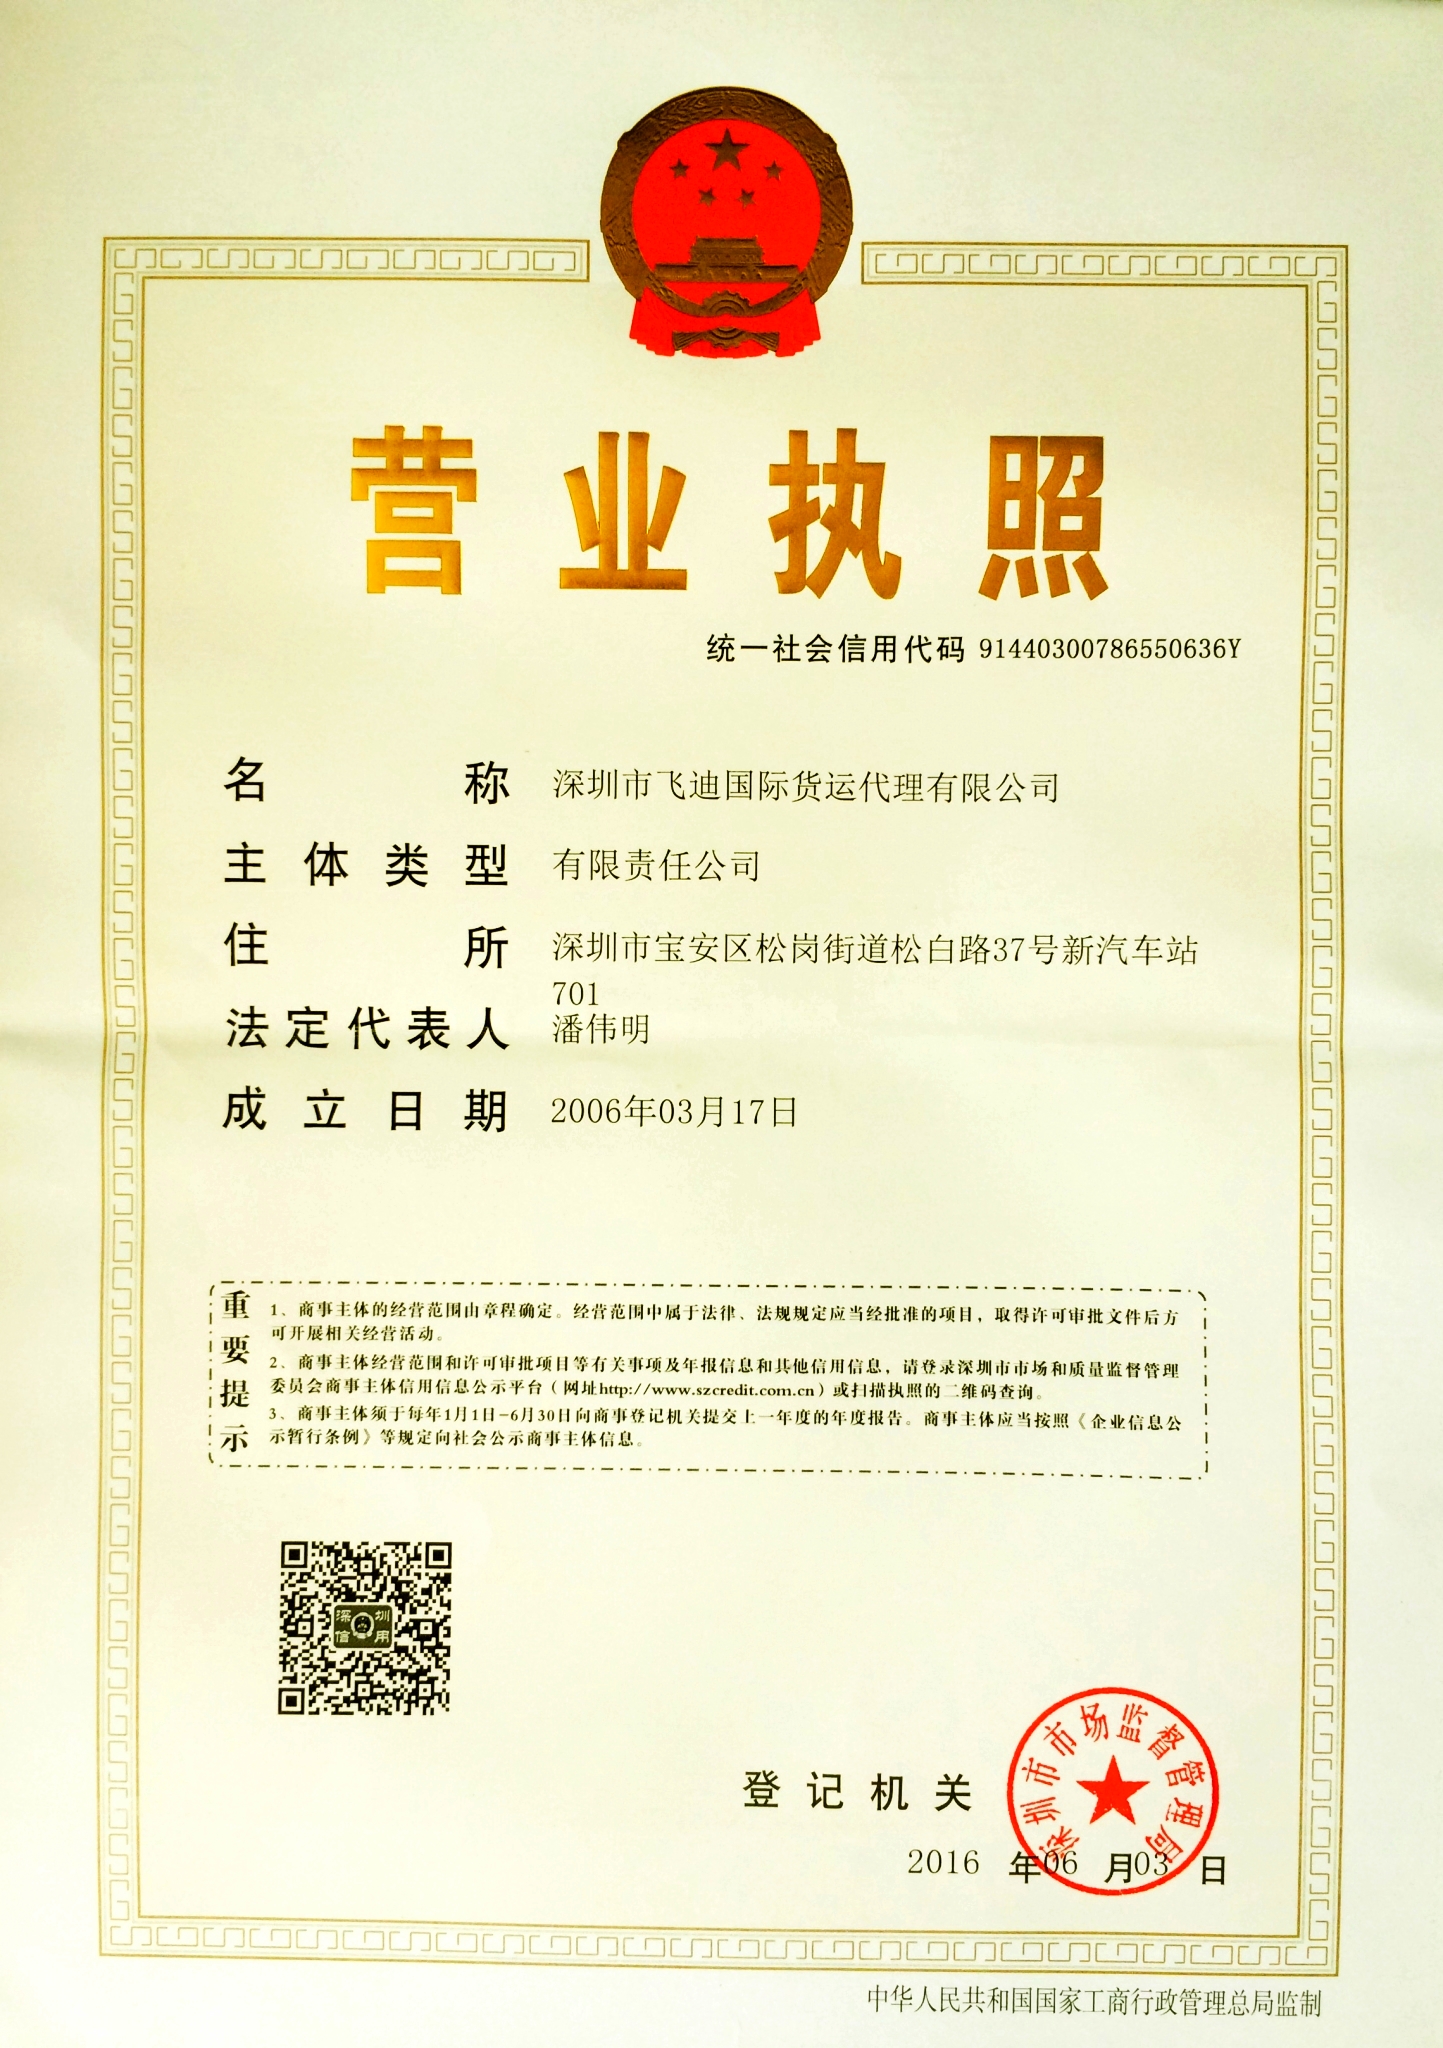 营业执照
统一社会信用代码 91440300786550636Y
名称 深圳市飞迪国际货运代理有限公司
主体类型 有限责任公司
住所 深圳市宝安区松岗街道松白路37号新汽车站
701
法定代表人 潘伟明
成立日期 2006年03月17日
重要提示
1、商事主体的经营范围由章程确定。经营范围中属于法律、法规规定应当经批准的项目，取得许可审批文件后方
可开展相关经营活动。
2、商事主体经营范围和许可审批项目等有关事项及年报信息和其他信用信息，请登录深圳市市场和质量监督管理
委员会商事主体信用信息公示平台（网址http://www.szcredit.com.cn）或扫描执照的二维码查询。
3、商事主体须于每年1月1日-6月30日向商事登记机关提交上一年度的年度报告。商事主体应当按照《企业信息公
示暂行条例》等规定向社会公示商事主体信息。
深圳
信用
登记机关
深圳市市场监督管理局
2016 年06 月03 日
中华人民共和国国家工商行政管理总局监制